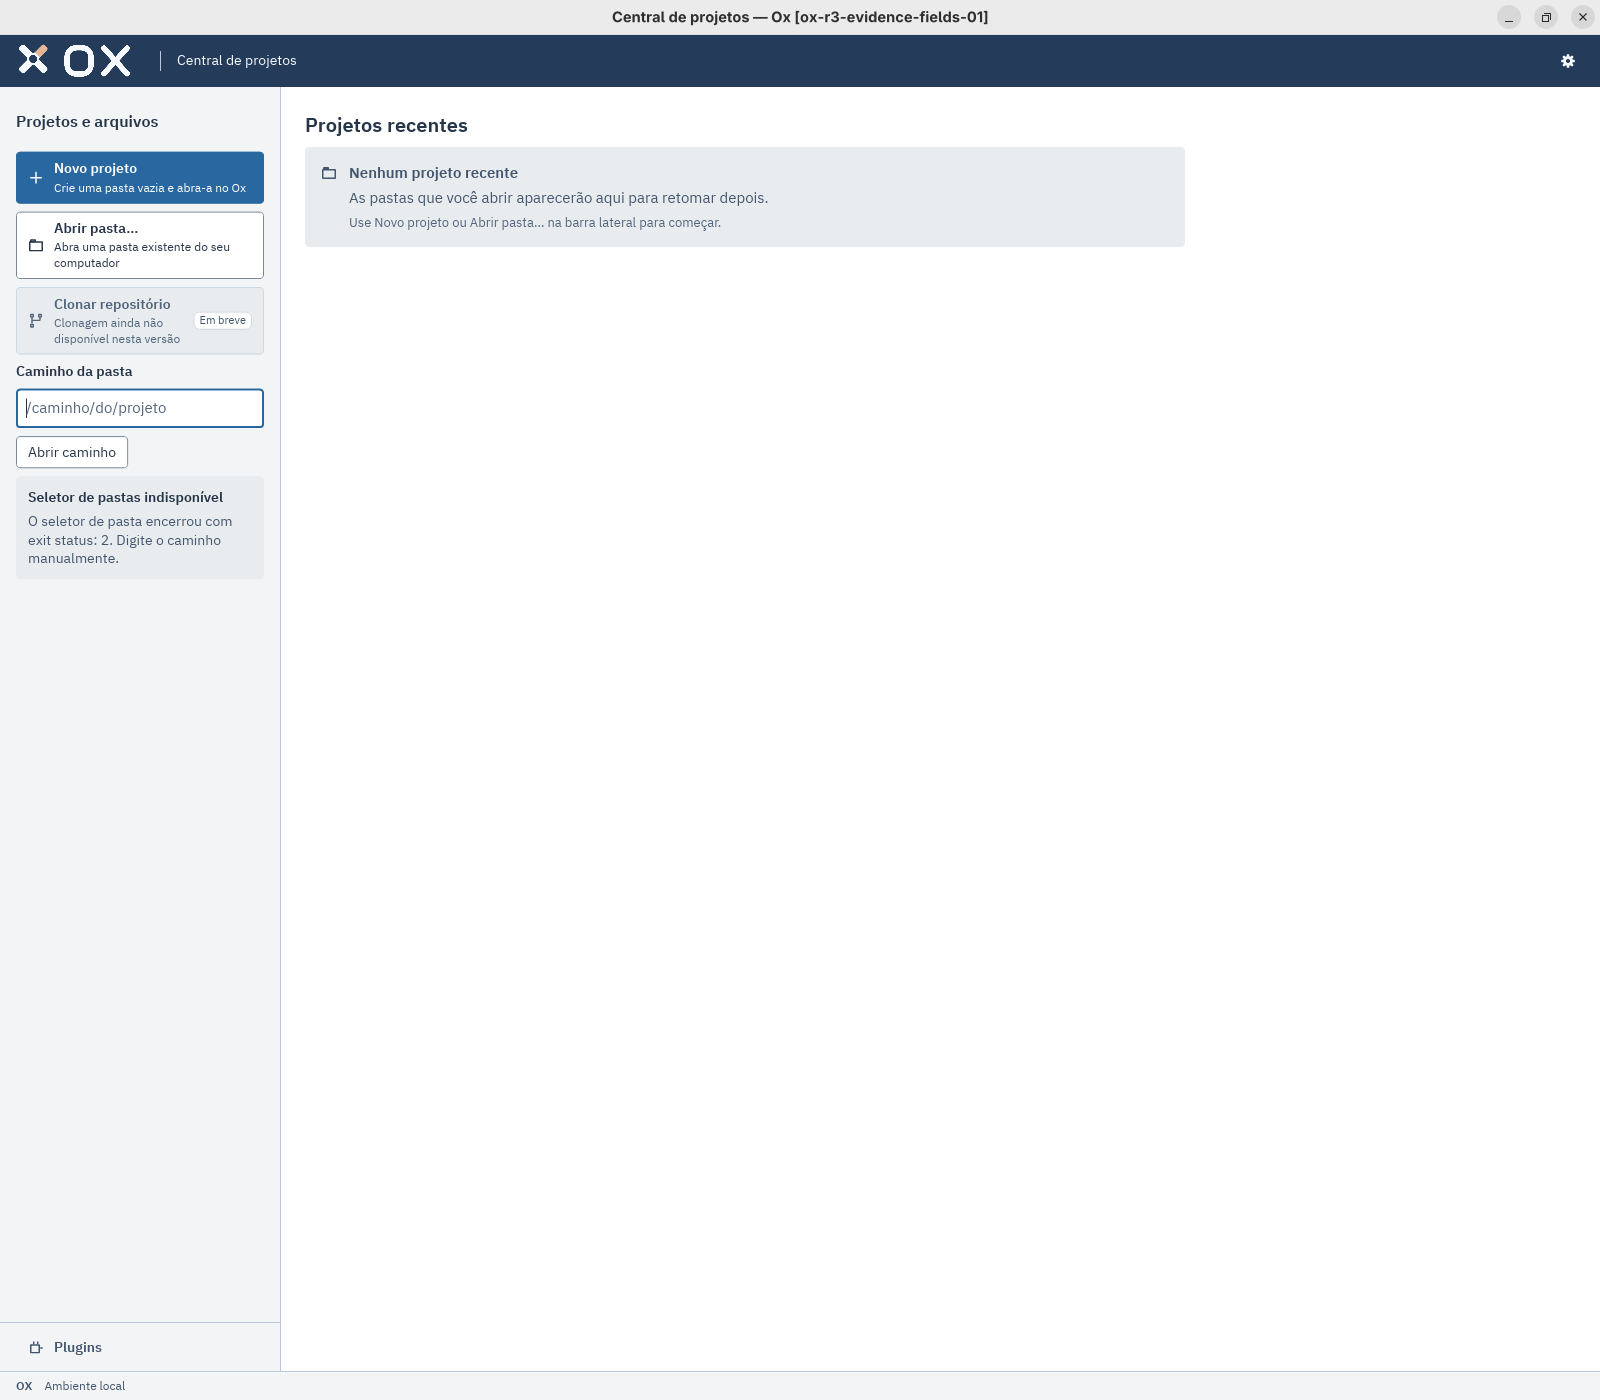 Central de projetos — Ox [ox-r3-evidence-fields-01]
OX
Central de projetos
Projetos e arquivos
Novo projeto
Crie uma pasta vazia e abra-a no Ox
Abrir pasta...
Abra uma pasta existente do seu
computador
Clonar repositório
Clonagem ainda não
disponível nesta versão
Em breve
Caminho da pasta
/caminho/do/projeto
Abrir caminho
Seletor de pastas indisponível
O seletor de pasta encerrou com
exit status: 2. Digite o caminho
manualmente.
Projetos recentes
Nenhum projeto recente
As pastas que você abrir aparecerão aqui para retomar depois.
Use Novo projeto ou Abrir pasta... na barra lateral para começar.
Plugins
OX Ambiente local